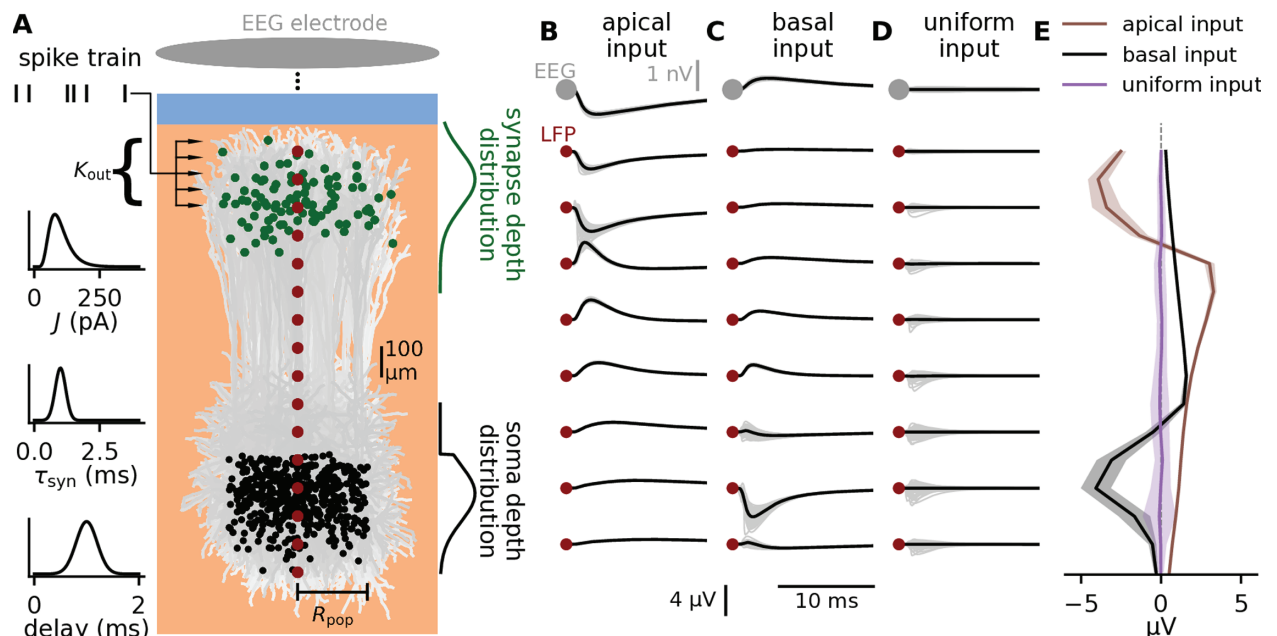 A
EEG electrode
spike train
K_out
J (pA)
0 250
τ_syn (ms)
0.0 2.5
delay (ms)
0 2
100
μm
R_pop
synapse depth
distribution
soma depth
distribution
B
apical
input
EEG
1 nV
LFP
C
basal
input
D
uniform
input
4 μV
10 ms
E
apical input
basal input
uniform input
−5 0 5
μV